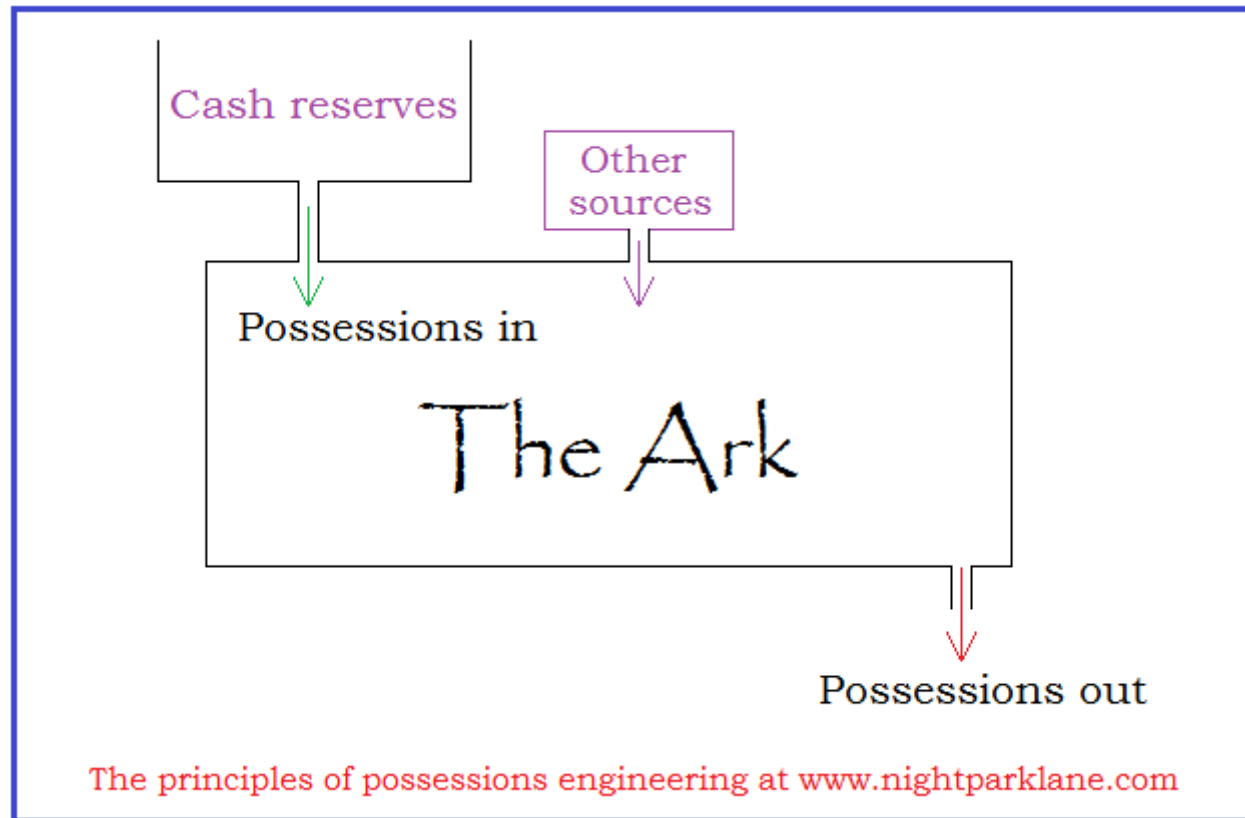 Cash reserves
Other
sources
Possessions in
The Ark
Possessions out
The principles of possessions engineering at www.nightparklane.com